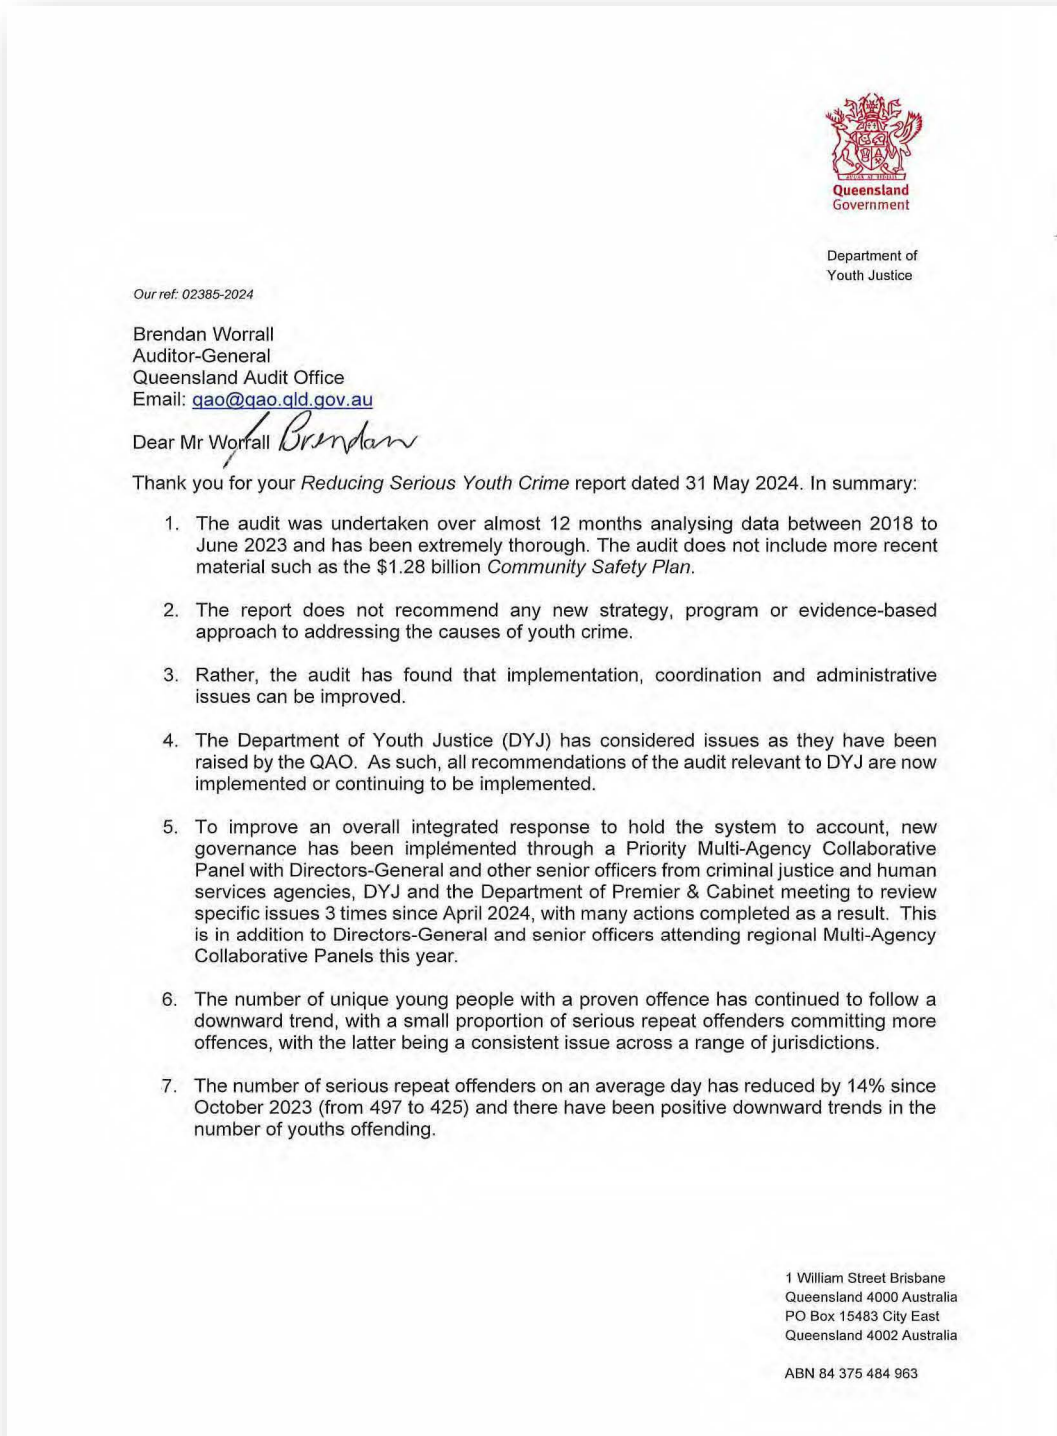 Queensland
Government
Department of
Youth Justice
Our ref: 02385-2024
Brendan Worrall
Auditor-General
Queensland Audit Office
Email: qao@qao.qld.gov.au
Dear Mr Worrall Brendan
Thank you for your Reducing Serious Youth Crime report dated 31 May 2024. In summary:
1. The audit was undertaken over almost 12 months analysing data between 2018 to
June 2023 and has been extremely thorough. The audit does not include more recent
material such as the $1.28 billion Community Safety Plan.
2. The report does not recommend any new strategy, program or evidence-based
approach to addressing the causes of youth crime.
3. Rather, the audit has found that implementation, coordination and administrative
issues can be improved.
4. The Department of Youth Justice (DYJ) has considered issues as they have been
raised by the QAO. As such, all recommendations of the audit relevant to DYJ are now
implemented or continuing to be implemented.
5. To improve an overall integrated response to hold the system to account, new
governance has been implemented through a Priority Multi-Agency Collaborative
Panel with Directors-General and other senior officers from criminal justice and human
services agencies, DYJ and the Department of Premier & Cabinet meeting to review
specific issues 3 times since April 2024, with many actions completed as a result. This
is in addition to Directors-General and senior officers attending regional Multi-Agency
Collaborative Panels this year.
6. The number of unique young people with a proven offence has continued to follow a
downward trend, with a small proportion of serious repeat offenders committing more
offences, with the latter being a consistent issue across a range of jurisdictions.
7. The number of serious repeat offenders on an average day has reduced by 14% since
October 2023 (from 497 to 425) and there have been positive downward trends in the
number of youths offending.
1 William Street Brisbane
Queensland 4000 Australia
PO Box 15483 City East
Queensland 4002 Australia
ABN 84 375 484 963